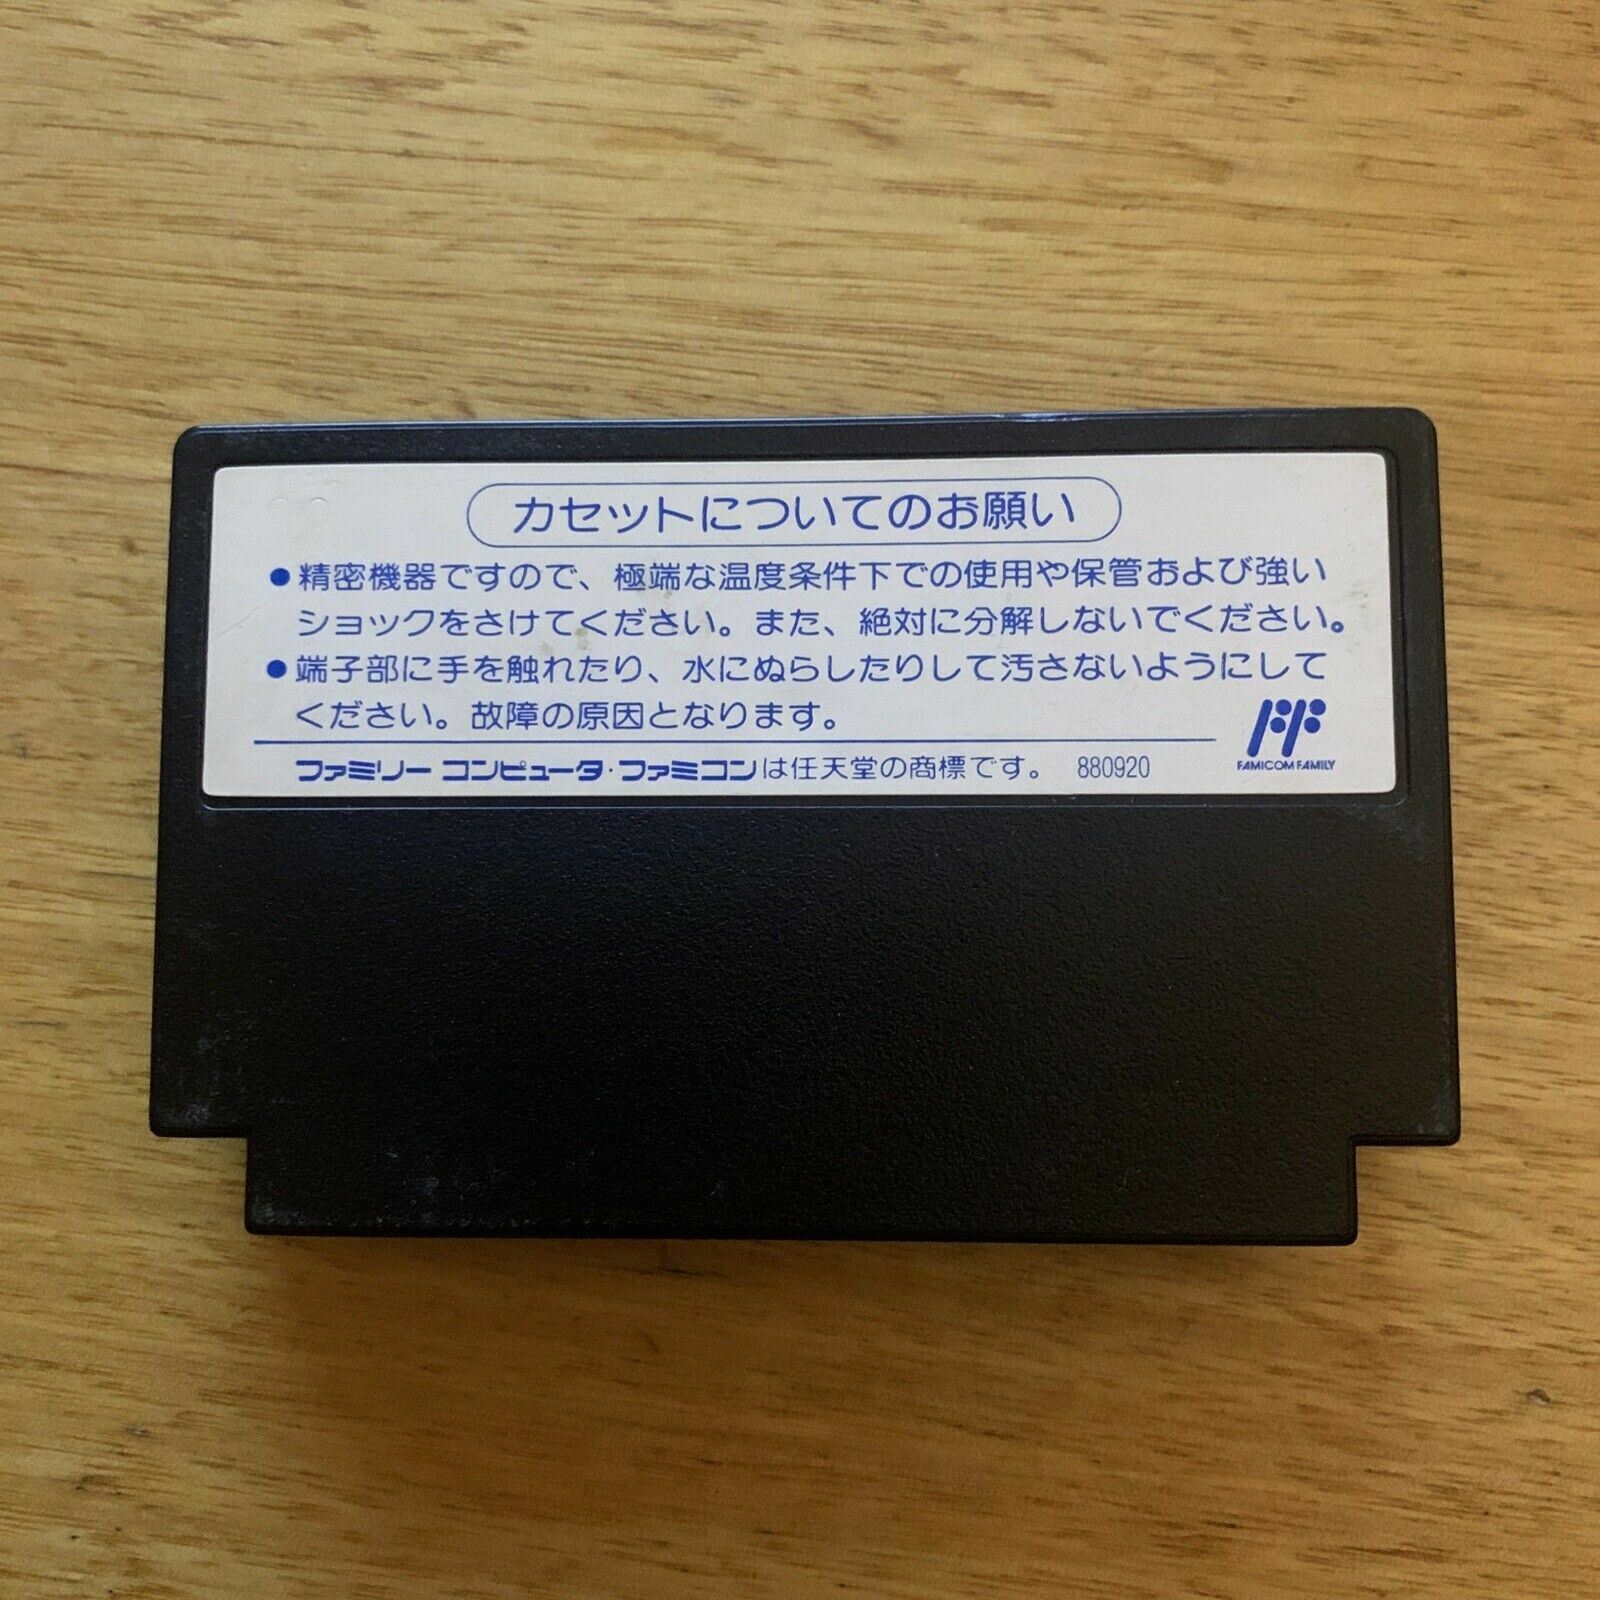 カセットについてのお願い
●精密機器ですので、極端な温度条件下での使用や保管および強い
ショックをさけてください。また、絶対に分解しないでください。
●端子部に手を触れたり、水にぬらしたりして汚さないようにして
ください。故障の原因となります。
ファミリーコンピュータ・ファミコンは任天堂の商標です。 880920
FF
FAMICOM FAMILY